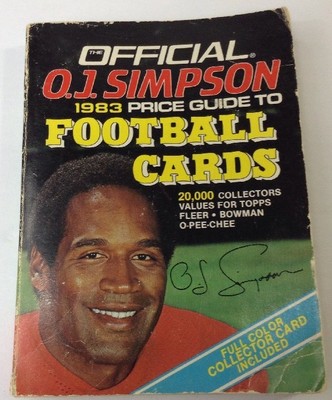 THE OFFICIAL®
O.J. SIMPSON
1983 PRICE GUIDE TO
FOOTBALL
CARDS
20,000 COLLECTORS
VALUES FOR TOPPS
FLEER • BOWMAN
O-PEE-CHEE
O.J. Simpson
FULL COLOR
COLLECTOR CARD
INCLUDED